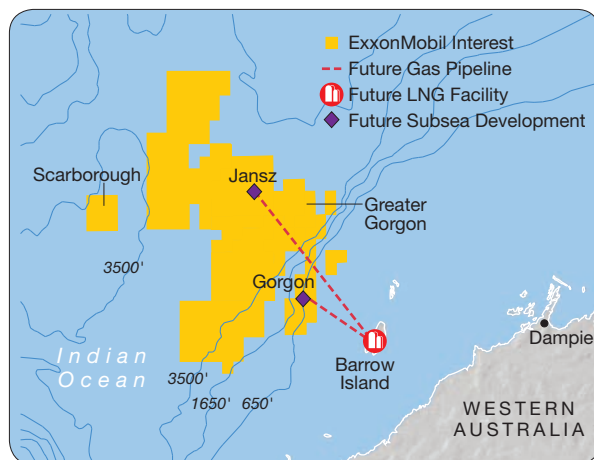 ExxonMobil Interest
Future Gas Pipeline
Future LNG Facility
Future Subsea Development
Scarborough
Jansz
Greater
Gorgon
3500'
Gorgon
Indian
Ocean
3500'
1650'
650'
Barrow
Island
Dampie
WESTERN
AUSTRALIA